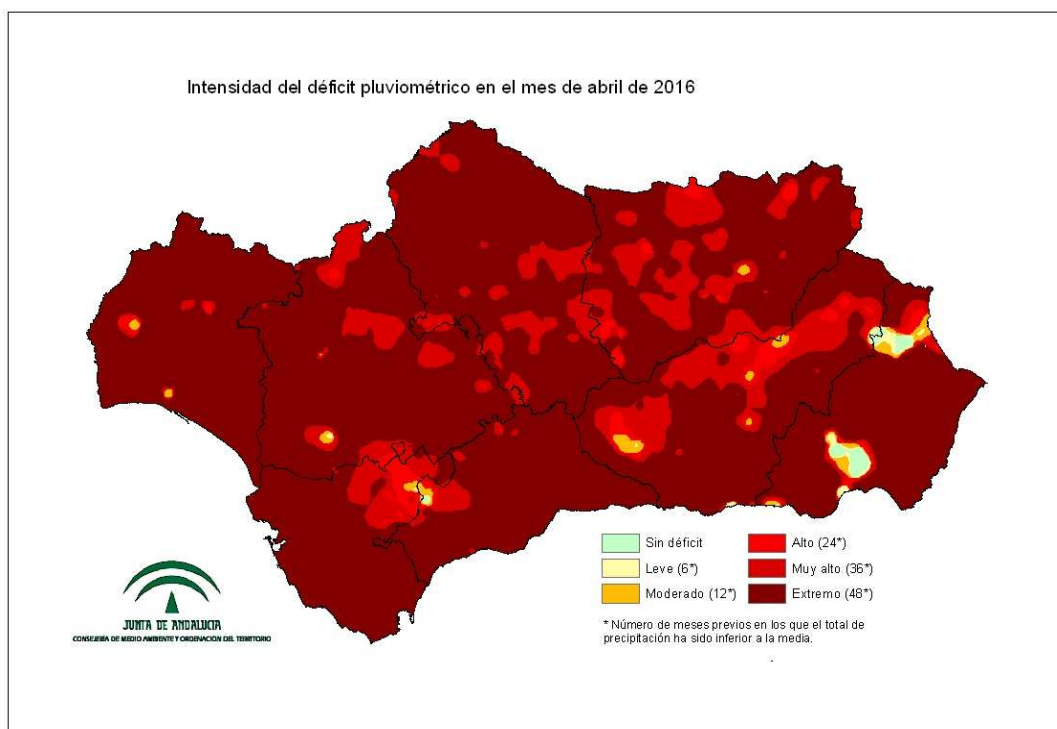 Intensidad del déficit pluviométrico en el mes de abril de 2016
Sin déficit
Leve (6*)
Moderado (12*)
Alto (24*)
Muy alto (36*)
Extremo (48*)
* Número de meses previos en los que el total de
precipitación ha sido inferior a la media.
JUNTA DE ANDALUCIA
CONSEJERÍA DE MEDIO AMBIENTE Y ORDENACIÓN DEL TERRITORIO